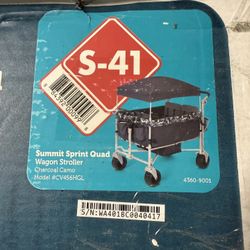 S-41
Summit Sprint Quad
Wagon Stroller
Charcoal Camo
Model #CV456HGL
4360-9001
S/N:WA4018C0040417